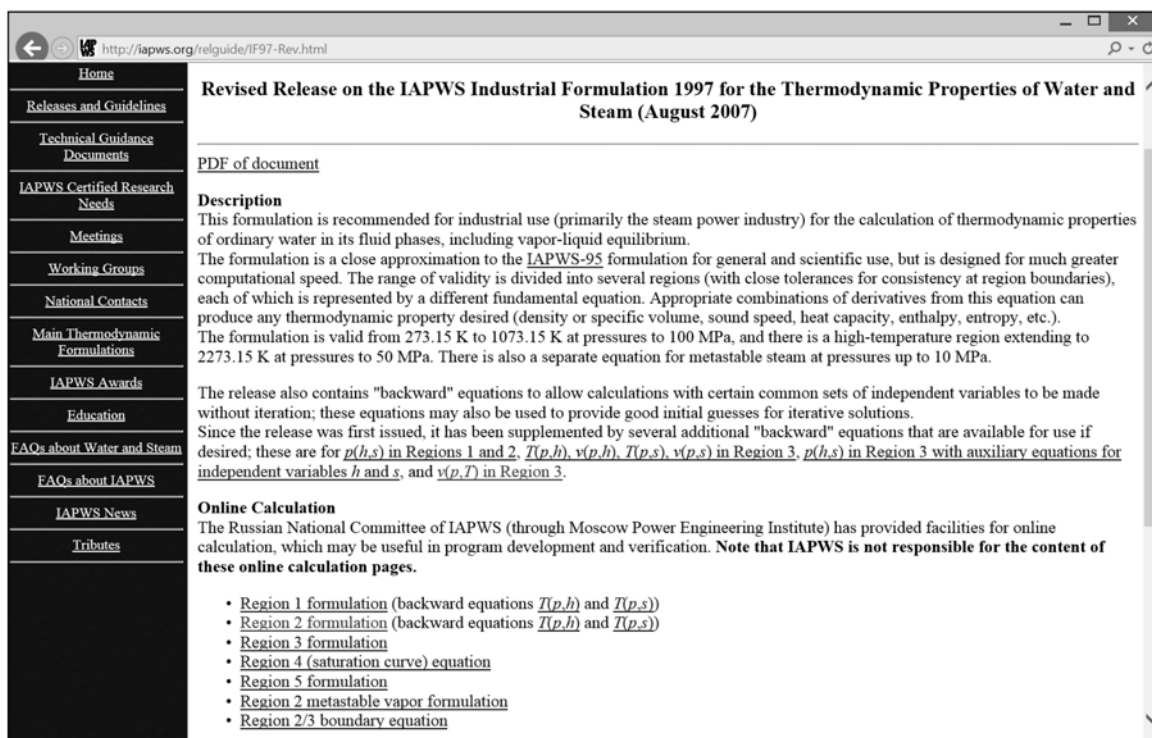 http://iapws.org/relguide/IF97-Rev.html
Home
Releases and Guidelines
Technical Guidance
Documents
IAPWS Certified Research
Needs
Meetings
Working Groups
National Contacts
Main Thermodynamic
Formulations
IAPWS Awards
Education
FAQs about Water and Steam
FAQs about IAPWS
IAPWS News
Tributes
Revised Release on the IAPWS Industrial Formulation 1997 for the Thermodynamic Properties of Water and
Steam (August 2007)
PDF of document
Description
This formulation is recommended for industrial use (primarily the steam power industry) for the calculation of thermodynamic properties
of ordinary water in its fluid phases, including vapor-liquid equilibrium.
The formulation is a close approximation to the IAPWS-95 formulation for general and scientific use, but is designed for much greater
computational speed. The range of validity is divided into several regions (with close tolerances for consistency at region boundaries),
each of which is represented by a different fundamental equation. Appropriate combinations of derivatives from this equation can
produce any thermodynamic property desired (density or specific volume, sound speed, heat capacity, enthalpy, entropy, etc.).
The formulation is valid from 273.15 K to 1073.15 K at pressures to 100 MPa, and there is a high-temperature region extending to
2273.15 K at pressures to 50 MPa. There is also a separate equation for metastable steam at pressures up to 10 MPa.
The release also contains "backward" equations to allow calculations with certain common sets of independent variables to be made
without iteration; these equations may also be used to provide good initial guesses for iterative solutions.
Since the release was first issued, it has been supplemented by several additional "backward" equations that are available for use if
desired; these are for p(h,s) in Regions 1 and 2, T(p,h), v(p,h), T(p,s), v(p,s) in Region 3, p(h,s) in Region 3 with auxiliary equations for
independent variables h and s, and v(p,T) in Region 3.
Online Calculation
The Russian National Committee of IAPWS (through Moscow Power Engineering Institute) has provided facilities for online
calculation, which may be useful in program development and verification. Note that IAPWS is not responsible for the content of
these online calculation pages.
• Region 1 formulation (backward equations T(p,h) and T(p,s))
• Region 2 formulation (backward equations T(p,h) and T(p,s))
• Region 3 formulation
• Region 4 (saturation curve) equation
• Region 5 formulation
• Region 2 metastable vapor formulation
• Region 2/3 boundary equation